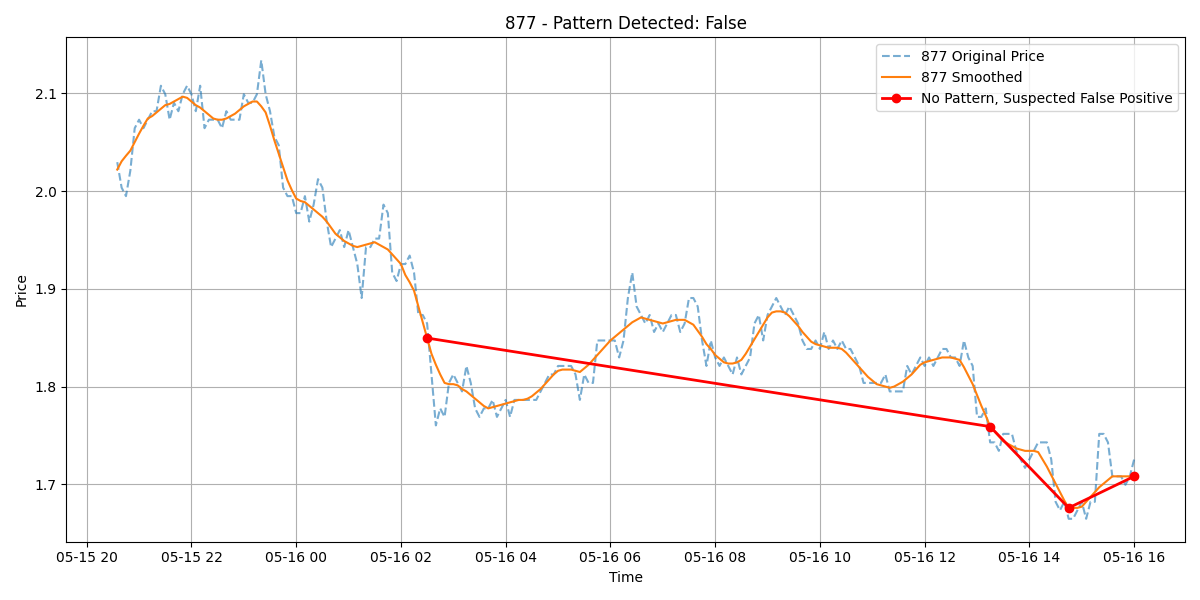 877 - Pattern Detected: False
877 Original Price
877 Smoothed
No Pattern, Suspected False Positive
Price
2.1
2.0
1.9
1.8
1.7
05-15 20 05-15 22 05-16 00 05-16 02 05-16 04 05-16 06 05-16 08 05-16 10 05-16 12 05-16 14 05-16 16
Time